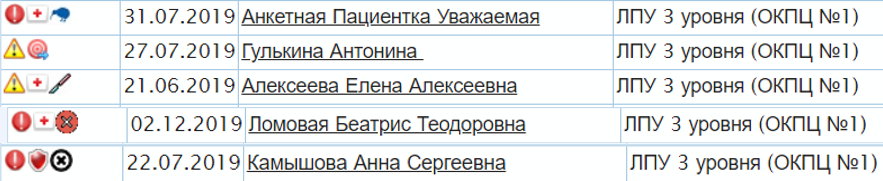 31.07.2019 Анкетная Пациентка Уважаемая ЛПУ 3 уровня (ОКПЦ №1)
27.07.2019 Гулькина Антонина ЛПУ 3 уровня (ОКПЦ №1)
21.06.2019 Алексеева Елена Алексеевна ЛПУ 3 уровня (ОКПЦ №1)
02.12.2019 Ломовая Беатрис Теодоровна ЛПУ 3 уровня (ОКПЦ №1)
22.07.2019 Камышова Анна Сергеевна ЛПУ 3 уровня (ОКПЦ №1)